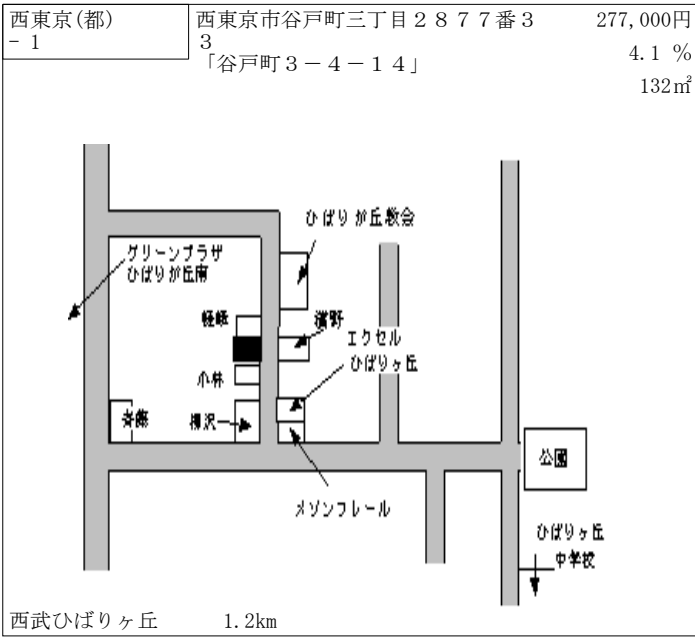 西東京(都)
- 1
西東京市谷戸町三丁目２８７７番３
３
「谷戸町３－４－１４」
277,000円
4.1 %
132㎡
ひばりが丘教会
グリーンプラザ
ひばりが丘南
濱野
エクセル
ひばりヶ丘
小林
斉藤
柳沢
メゾンフレール
公園
ひばりヶ丘
中学校
西武ひばりヶ丘
1.2km